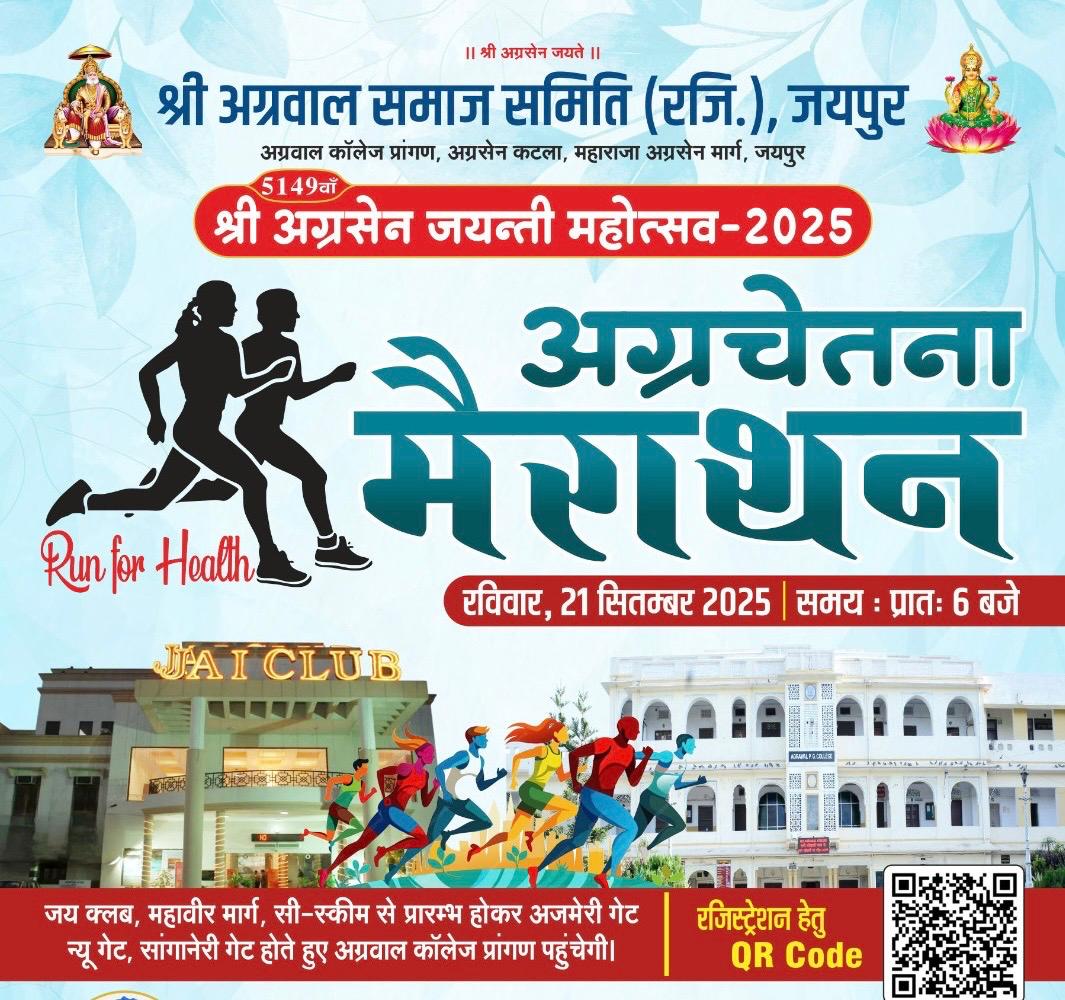 || श्री अग्रसेन जयते ||
श्री अग्रवाल समाज समिति (रजि.), जयपुर
अग्रवाल कॉलेज प्रांगण, अग्रसेन कटला, महाराजा अग्रसेन मार्ग, जयपुर
5149वाँ
श्री अग्रसेन जयन्ती महोत्सव-2025
अग्रचेतना
मैराथन
Run for Health
रविवार, 21 सितम्बर 2025 | समय : प्रातः 6 बजे
JAI CLUB
AGRAWAL P.G. COLLEGE
जय क्लब, महावीर मार्ग, सी-स्कीम से प्रारम्भ होकर अजमेरी गेट
न्यू गेट, सांगानेरी गेट होते हुए अग्रवाल कॉलेज प्रांगण पहुंचेगी।
रजिस्ट्रेशन हेतु
QR Code